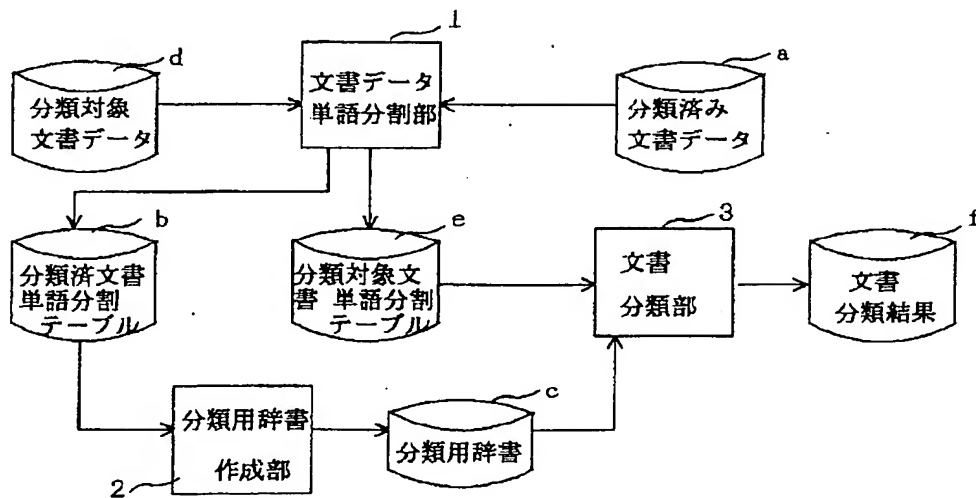 1
d
a
文書データ
単語分割部
分類対象
文書データ
分類済み
文書データ
b
e
3
f
分類済文書
単語分割
テーブル
分類対象文
書 単語分割
テーブル
文書
分類部
文書
分類結果
c
分類用辞書
作成部
2
分類用辞書